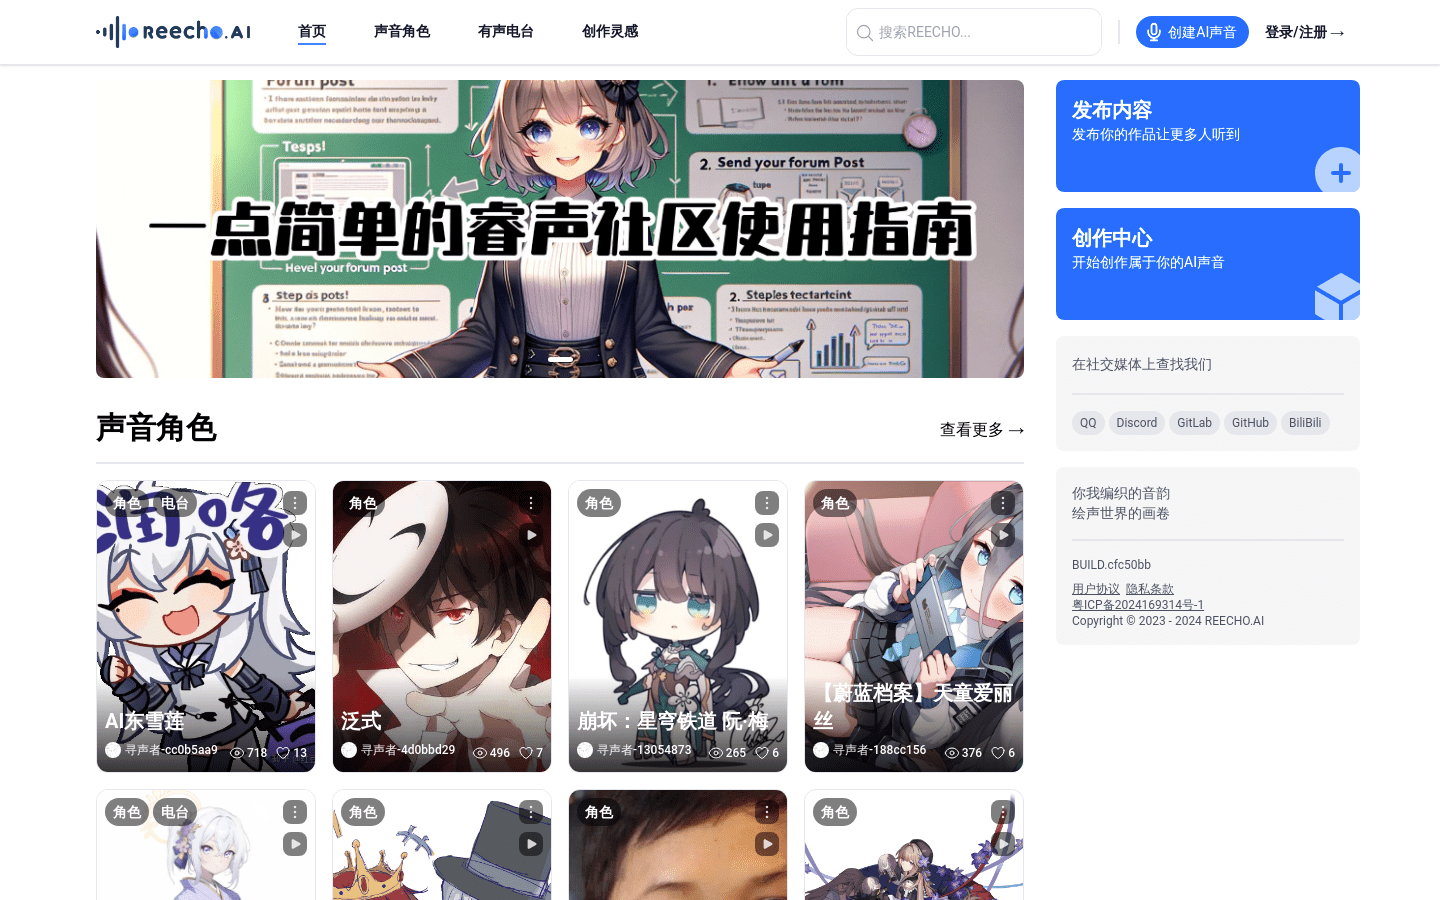 REECHO.AI
首页
声音角色
有声电台
创作灵感
搜索REECHO...
创建AI声音
登录/注册→
Tesps!
2. Send your forum Post
一点简单的睿声社区使用指南
Hevel your forum post
3 Step ais pots!
2. Steples tectartcint
发布内容
发布你的作品让更多人听到
创作中心
开始创作属于你的AI声音
在社交媒体上查找我们
QQ Discord GitLab GitHub BiliBili
你我编织的音韵
绘声世界的画卷
BUILD.cfc50bb
用户协议 隐私条款
粤ICP备2024169314号-1
Copyright © 2023 - 2024 REECHO.AI
声音角色
查看更多 →
角色 电台
润咯
AI东雪莲
寻声者-cc0b5aa9 718 13
角色
泛式
寻声者-4d0bbd29 496 7
角色
崩坏：星穹铁道 阮·梅
寻声者-13054873 265 6
角色
【蔚蓝档案】天童爱丽
丝
寻声者-188cc156 376 6
角色 电台
角色
角色
角色